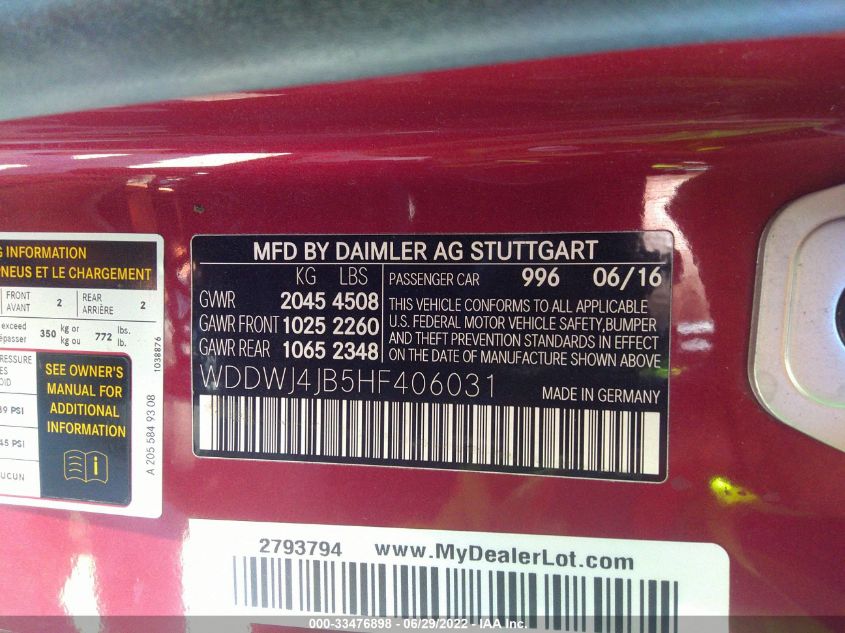 G INFORMATION
PNEUS ET LE CHARGEMENT
FRONT AVANT 2 REAR ARRIÈRE 2
exceed
épasser 350 kg or kg ou 772 lbs. lb.
PRESSURE
39 PSI
45 PSI
UCUN
SEE OWNER'S
MANUAL FOR
ADDITIONAL
INFORMATION
i
1038876
A 205 584 93 08
MFD BY DAIMLER AG STUTTGART
KG LBS
GVWR 2045 4508
GAWR FRONT 1025 2260
GAWR REAR 1065 2348
PASSENGER CAR 996 06/16
THIS VEHICLE CONFORMS TO ALL APPLICABLE
U.S. FEDERAL MOTOR VEHICLE SAFETY,BUMPER
AND THEFT PREVENTION STANDARDS IN EFFECT
ON THE DATE OF MANUFACTURE SHOWN ABOVE
WDDWJ4JB5HF406031 MADE IN GERMANY
2793794 www.MyDealerLot.com
000-33476898 - 06/29/2022 - IAA Inc.